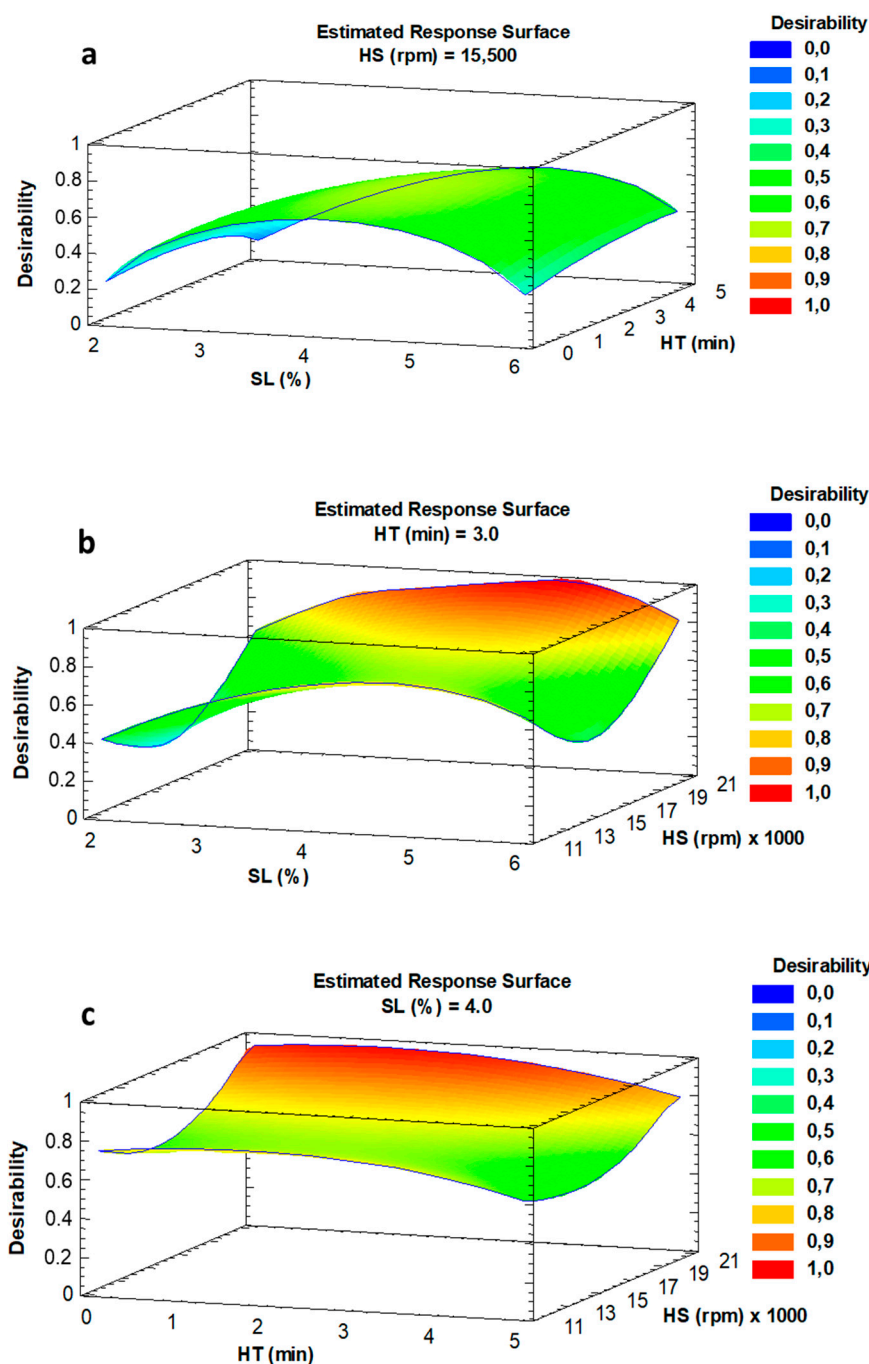 a
Estimated Response Surface
HS (rpm) = 15,500
Desirability
0,0
0,1
0,2
0,3
0,4
0,5
0,6
0,7
0,8
0,9
1,0
Desirability
1
0.8
0.6
0.4
0.2
0
2 3 4 5 6
SL (%)
0 1 2 3 4 5
HT (min)
b
Estimated Response Surface
HT (min) = 3.0
Desirability
0,0
0,1
0,2
0,3
0,4
0,5
0,6
0,7
0,8
0,9
1,0
Desirability
1
0.8
0.6
0.4
0.2
0
2 3 4 5 6
SL (%)
11 13 15 17 19 21
HS (rpm) x 1000
c
Estimated Response Surface
SL (%) = 4.0
Desirability
0,0
0,1
0,2
0,3
0,4
0,5
0,6
0,7
0,8
0,9
1,0
Desirability
1
0.8
0.6
0.4
0.2
0
0 1 2 3 4 5
HT (min)
11 13 15 17 19 21
HS (rpm) x 1000